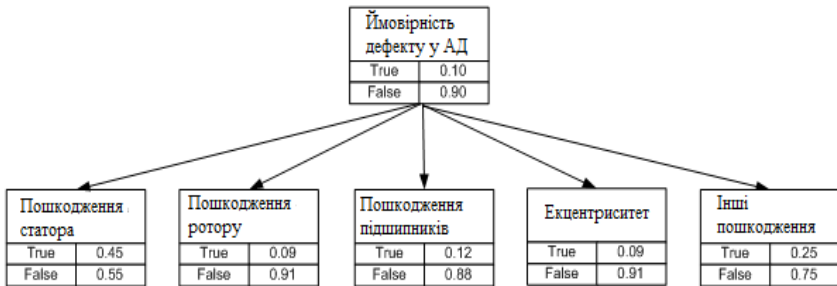 Ймовірність
дефекту у АД
True 0.10
False 0.90
Пошкодження
статора
True 0.45
False 0.55
Пошкодження
ротору
True 0.09
False 0.91
Пошкодження
підшипників
True 0.12
False 0.88
Екцентриситет
True 0.09
False 0.91
Інші
пошкодження
True 0.25
False 0.75